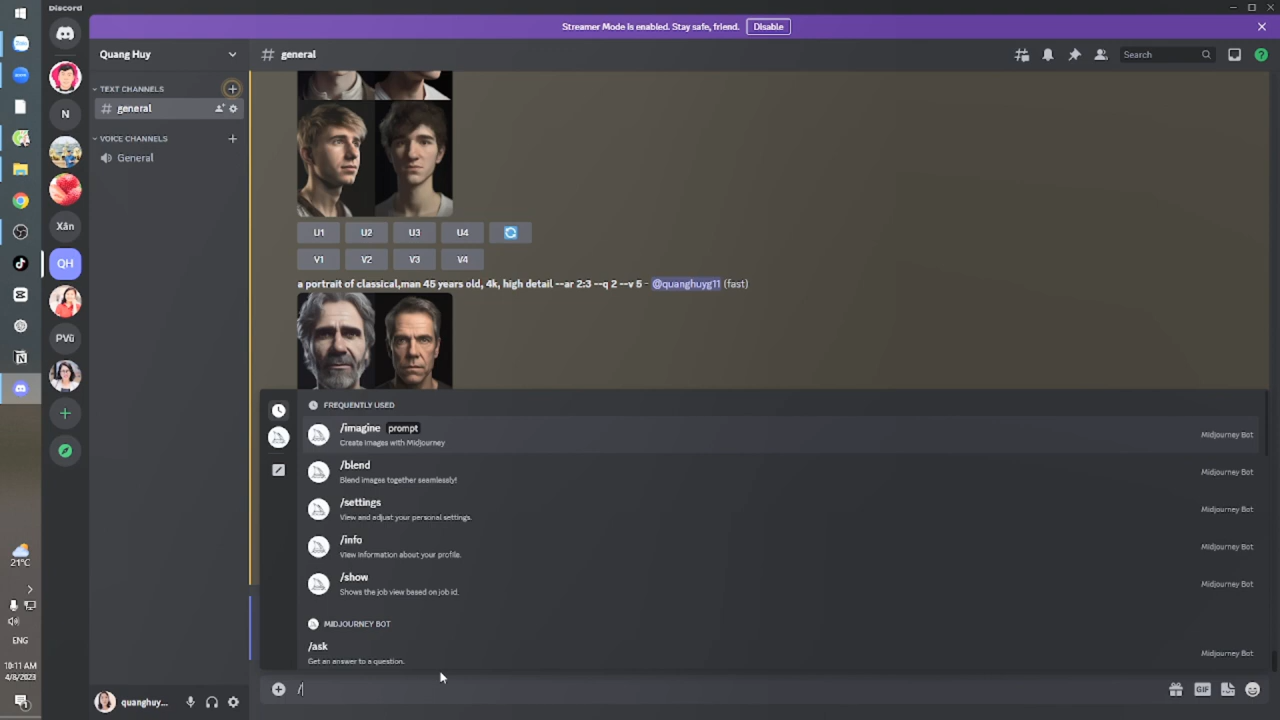 Discord
Streamer Mode is enabled. Stay safe, friend.
Disable
Quang Huy
general
Search
TEXT CHANNELS
general
VOICE CHANNELS
General
N
Xân
QH
PVũ
U1 U2 U3 U4
V1 V2 V3 V4
a portrait of classical,man 45 years old, 4k, high detail --ar 2:3 --q 2 --v 5 - @quanghuyg11 (fast)
FREQUENTLY USED
/imagine prompt
Create images with Midjourney
Midjourney Bot
/blend
Blend images together seamlessly!
Midjourney Bot
/settings
View and adjust your personal settings.
Midjourney Bot
/info
View information about your profile.
Midjourney Bot
/show
Shows the job view based on job id.
Midjourney Bot
MIDJOURNEY BOT
/ask
Get an answer to a question.
Midjourney Bot
/
GIF
quanghuy...
21°C
ENG
10:11 AM
4/8/2023